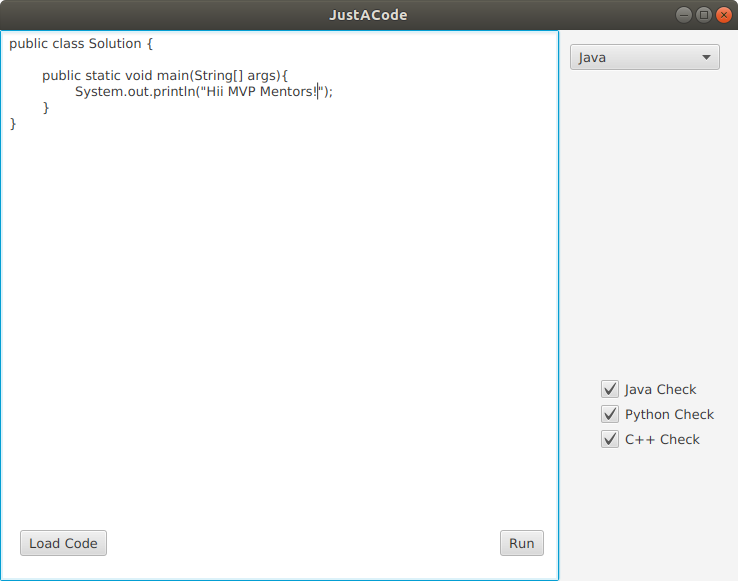 JustACode
public class Solution {
public static void main(String[] args){
System.out.println("Hii MVP Mentors!");
}
}
Java
Java Check
Python Check
C++ Check
Load Code
Run